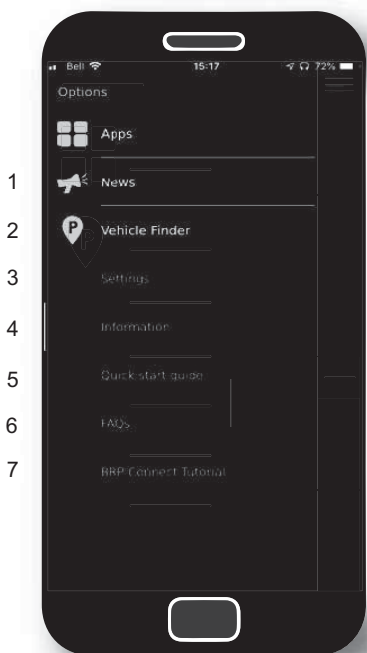 Bell 15:17 72%
Options
Apps
1 News
2 Vehicle Finder
3 Settings
4 Information
5 Quick start guide
6 FAQs
7 BRP Connect Tutorial